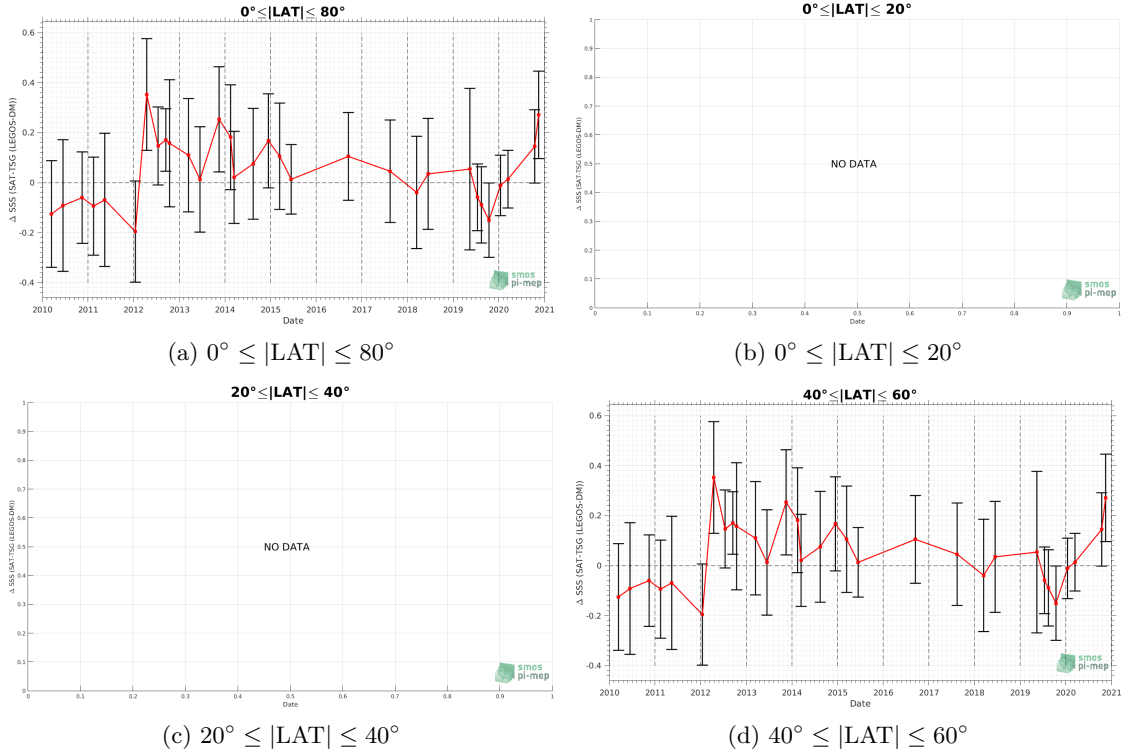 0°≤|LAT|≤ 80°
Δ SSS (SAT-TSG (LEGOS-DM))
0.6
0.4
0.2
0
-0.2
-0.4
2010 2011 2012 2013 2014 2015 2016 2017 2018 2019 2020 2021
Date
smos
pi-mep
(a) 0° ≤ |LAT| ≤ 80°
0°≤|LAT|≤ 20°
Δ SSS (SAT-TSG (LEGOS-DM))
1
0.9
0.8
0.7
0.6
0.5
0.4
0.3
0.2
0.1
0
NO DATA
0 0.1 0.2 0.3 0.4 0.5 0.6 0.7 0.8 0.9 1
Date
smos
pi-mep
(b) 0° ≤ |LAT| ≤ 20°
20°≤|LAT|≤ 40°
Δ SSS (SAT-TSG (LEGOS-DM))
1
0.9
0.8
0.7
0.6
0.5
0.4
0.3
0.2
0.1
0
NO DATA
0 0.1 0.2 0.3 0.4 0.5 0.6 0.7 0.8 0.9 1
Date
smos
pi-mep
(c) 20° ≤ |LAT| ≤ 40°
40°≤|LAT|≤ 60°
Δ SSS (SAT-TSG (LEGOS-DM))
0.6
0.4
0.2
0
-0.2
-0.4
2010 2011 2012 2013 2014 2015 2016 2017 2018 2019 2020 2021
Date
smos
pi-mep
(d) 40° ≤ |LAT| ≤ 60°